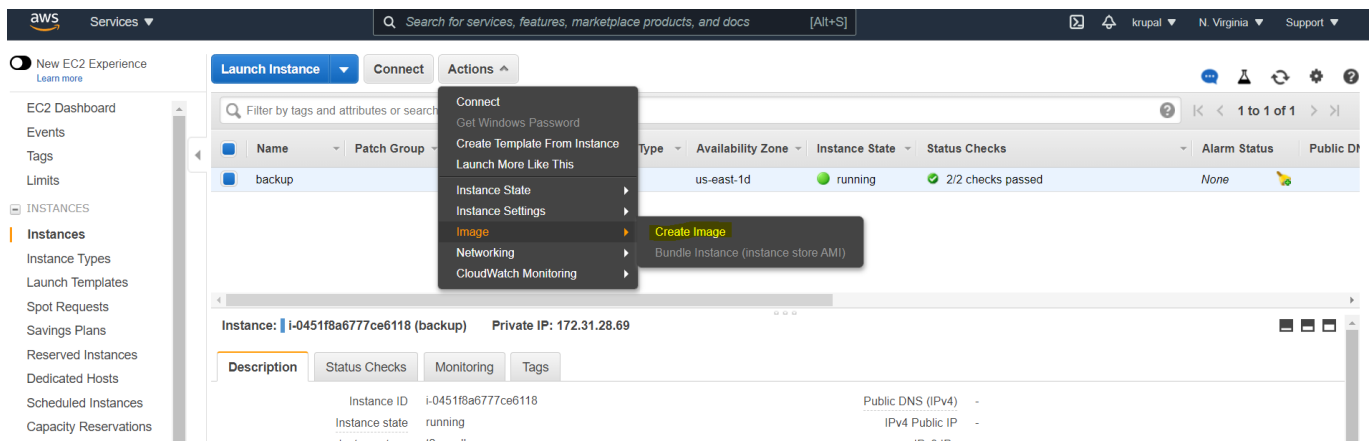 aws Services Search for services, features, marketplace products, and docs [Alt+S] krupal N. Virginia Support
New EC2 Experience
Learn more
EC2 Dashboard
Events
Tags
Limits
INSTANCES
Instances
Instance Types
Launch Templates
Spot Requests
Savings Plans
Reserved Instances
Dedicated Hosts
Scheduled Instances
Capacity Reservations
Launch Instance Connect Actions
Filter by tags and attributes or search 1 to 1 of 1
Connect
Get Windows Password
Create Template From Instance
Launch More Like This
Instance State
Instance Settings
Image
Networking
CloudWatch Monitoring
Create Image
Bundle Instance (instance store AMI)
Name Patch Group Type Availability Zone Instance State Status Checks Alarm Status Public DN
backup us-east-1d running 2/2 checks passed None
Instance: i-0451f8a6777ce6118 (backup) Private IP: 172.31.28.69
Description Status Checks Monitoring Tags
Instance ID i-0451f8a6777ce6118 Public DNS (IPv4) -
Instance state running IPv4 Public IP -